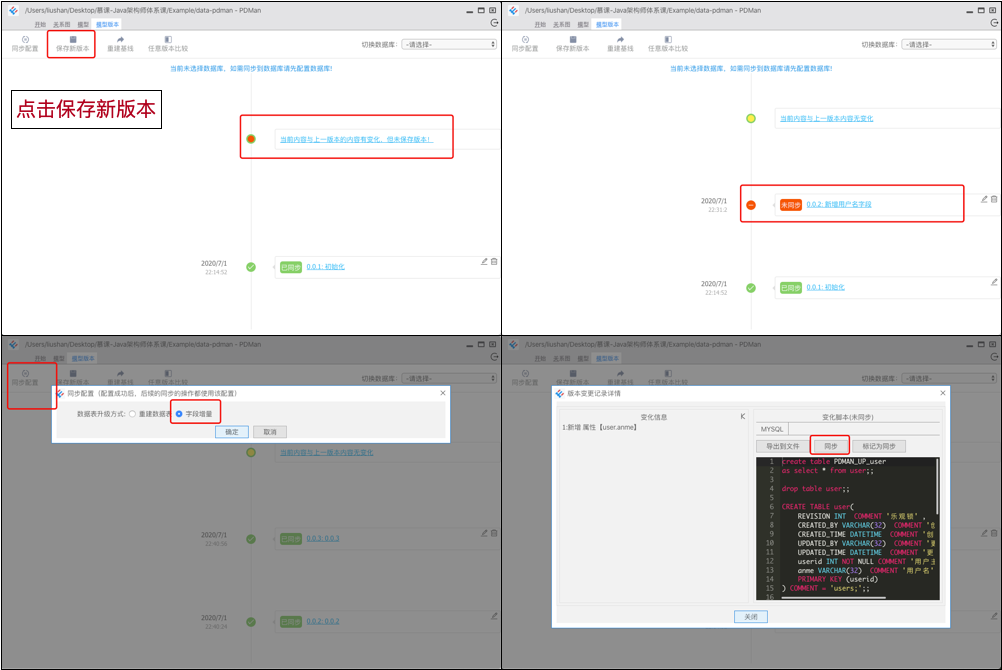 /Users/liushan/Desktop/慕课-Java架构师体系课/Example/data-pdman - PDMan
开始 关系图 模型 模型版本
同步配置 保存新版本 重建基线 任意版本比较
切换数据库: -请选择-
当前未选择数据库，如需同步到数据库请先配置数据库!
点击保存新版本
当前内容与上一版本的内容有变化，但未保存版本!
2020/7/1
22:14:52
已同步 0.0.1: 初始化
/Users/liushan/Desktop/慕课-Java架构师体系课/Example/data-pdman - PDMan
开始 关系图 模型 模型版本
同步配置 保存新版本 重建基线 任意版本比较
切换数据库: -请选择-
当前未选择数据库，如需同步到数据库请先配置数据库!
当前内容与上一版本内容无变化
2020/7/1
22:31:2
未同步 0.0.2: 新增用户名字段
2020/7/1
22:14:52
已同步 0.0.1: 初始化
/Users/liushan/Desktop/慕课-Java架构师体系课/Example/data-pdman - PDMan
开始 模型 模型版本
同步配置 保存新版本 重建基线 任意版本比较
切换数据库: -请选择-
同步配置（配置成功后，后续的同步的操作都使用该配置）
数据表升级方式: 重建数据表 字段增量
确定 取消
当前内容与上一版本内容无变化
2020/7/1
已同步 0.0.3: 0.0.3
2020/7/1
22:40:24
已同步 0.0.2: 0.0.2
/Users/liushan/Desktop/慕课-Java架构师体系课/Example/data-pdman - PDMan
开始 关系图 模型 模型版本
同步配置 保存新版本 重建基线 任意版本比较
切换数据库: -请选择-
版本变更记录详情
变化信息
1:新增 属性【user.anme】
变化脚本(未同步)
MYSQL
导出到文件 同步 标记为同步
1 create table PDMAN_UP_user
2 as select * from user;;
3
4 drop table user;;
5
6 CREATE TABLE user(
7 REVISION INT COMMENT '乐观锁' ,
8 CREATED_BY VARCHAR(32) COMMENT '创
9 CREATED_TIME DATETIME COMMENT '创
10 UPDATED_BY VARCHAR(32) COMMENT '更
11 UPDATED_TIME DATETIME COMMENT '更
12 userid INT NOT NULL COMMENT '用户主
13 anme VARCHAR(32) COMMENT '用户名'
14 PRIMARY KEY (userid)
15 ) COMMENT = 'users;';;
16
关闭